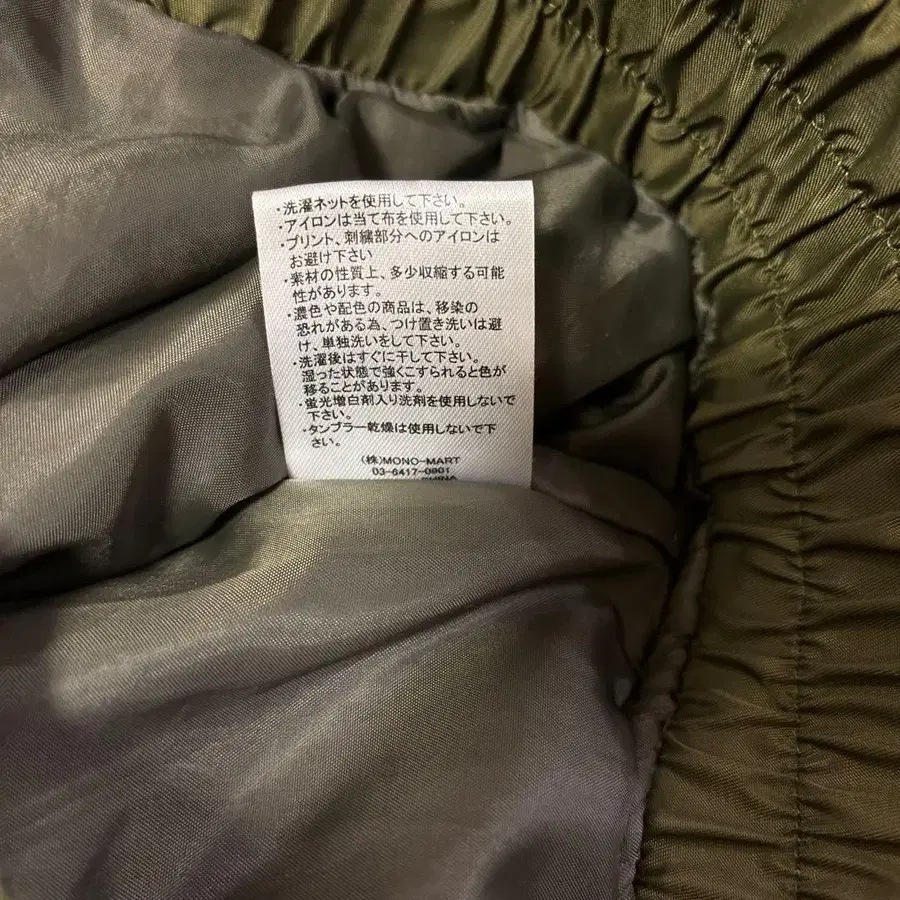 ・洗濯ネットを使用して下さい。
・アイロンは当て布を使用して下さい。
・プリント、刺繍部分へのアイロンは
お避け下さい
・素材の性質上、多少収縮する可能
性があります。
・濃色や配色の商品は、移染の
恐れがある為、つけ置き洗いは避
け、単独洗いをして下さい。
・洗濯後はすぐに干して下さい。
湿った状態で強くこすられると色が
移ることがあります。
・蛍光増白剤入り洗剤を使用しないで
下さい。
・タンブラー乾燥は使用しないで下
さい。
(株)MONO-MART
03-6417-0901